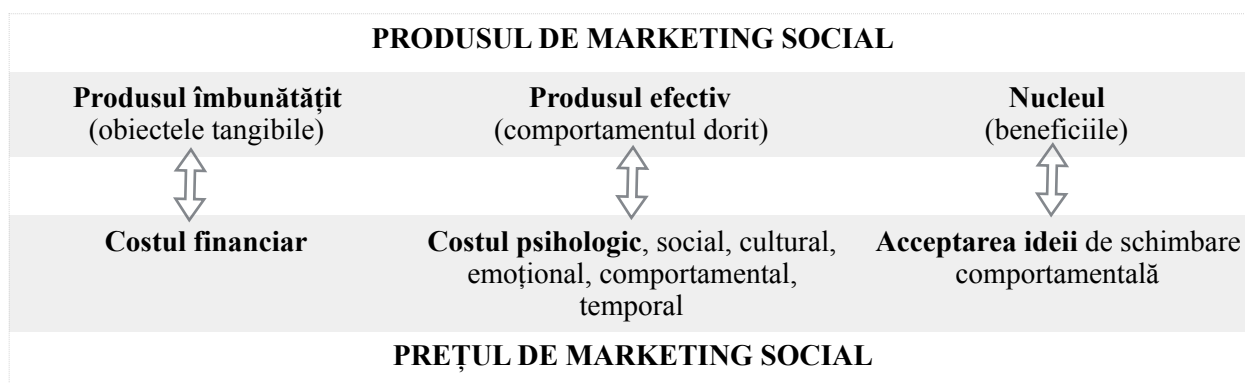 PRODUSUL DE MARKETING SOCIAL
Produsul îmbunătățit
(obiectele tangibile)
Produsul efectiv
(comportamentul dorit)
Nucleul
(beneficiile)
Costul financiar
Costul psihologic, social, cultural,
emoțional, comportamental,
temporal
Acceptarea ideii de schimbare
comportamentală
PREȚUL DE MARKETING SOCIAL